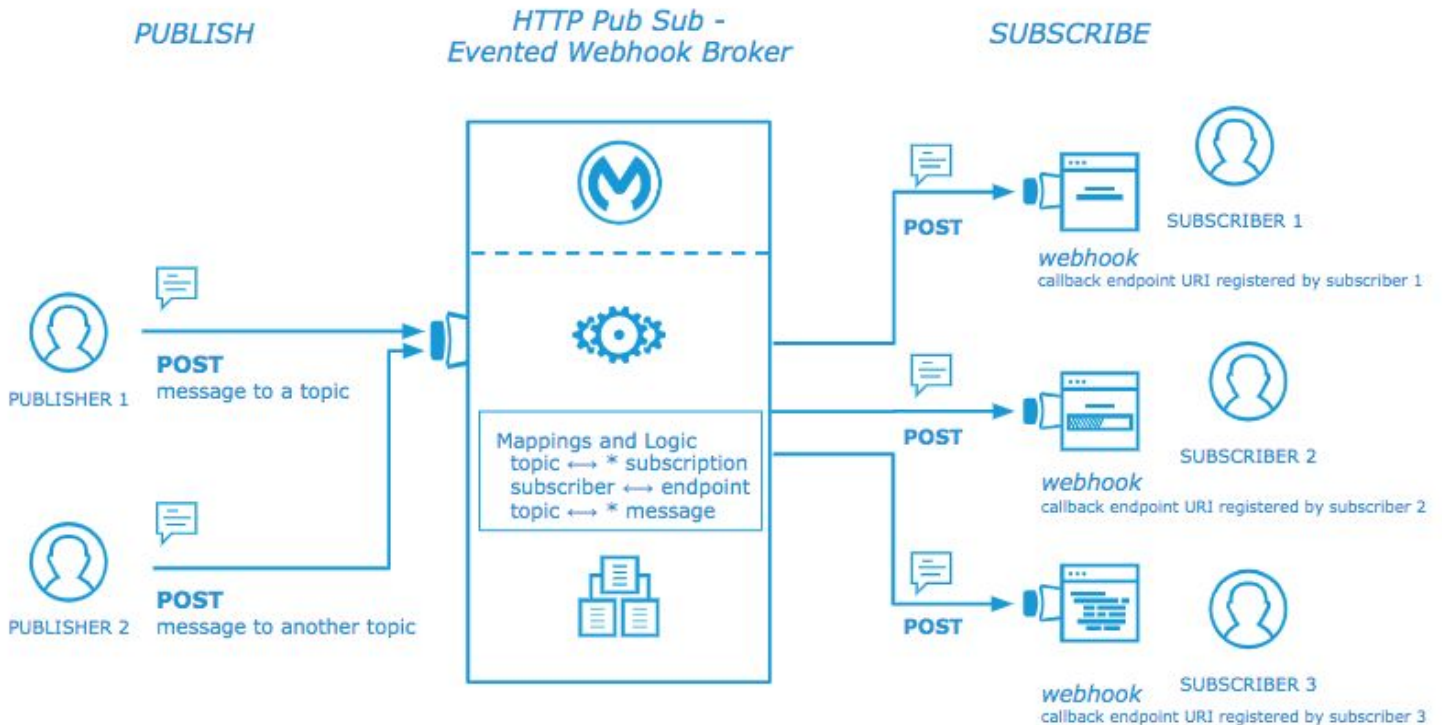 PUBLISH
HTTP Pub Sub -
Evented Webhook Broker
SUBSCRIBE
PUBLISHER 1
POST
message to a topic
PUBLISHER 2
POST
message to another topic
Mappings and Logic
topic ⟷ * subscription
subscriber ⟷ endpoint
topic ⟷ * message
POST
SUBSCRIBER 1
webhook
callback endpoint URI registered by subscriber 1
POST
SUBSCRIBER 2
webhook
callback endpoint URI registered by subscriber 2
POST
SUBSCRIBER 3
webhook
callback endpoint URI registered by subscriber 3